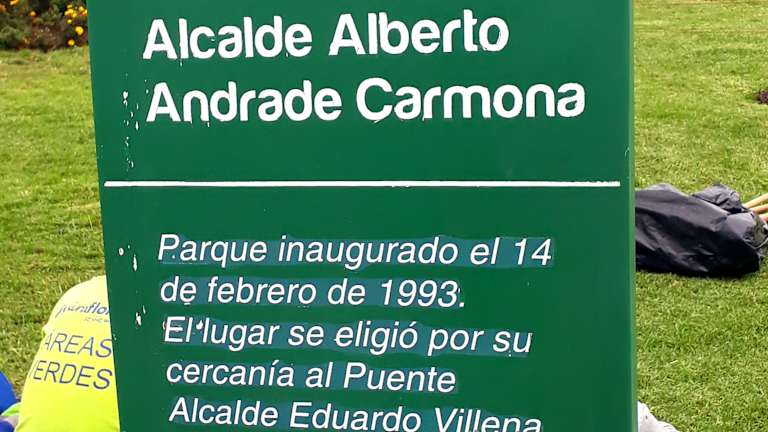 Alcalde Alberto
Andrade Carmona
Parque inaugurado el 14
de febrero de 1993.
El lugar se eligió por su
cercanía al Puente
Alcalde Eduardo Villena
ÁREAS